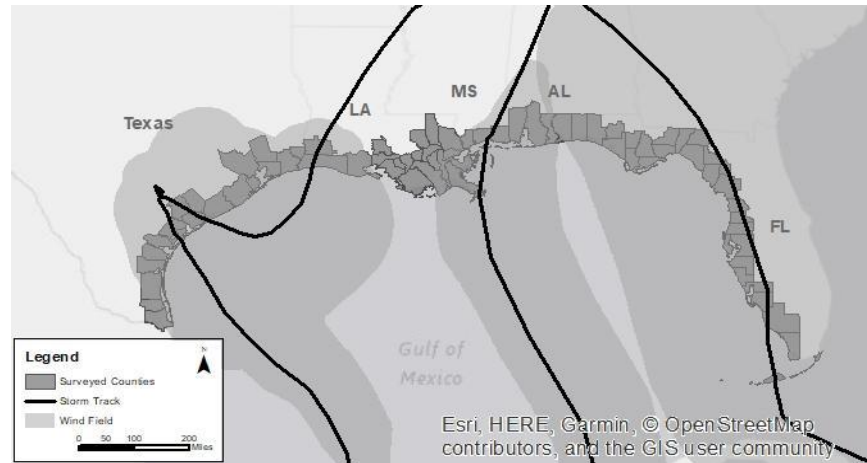 MS
AL
LA
Texas
FL
Gulf of
Mexico
Legend
N
Surveyed Counties
Storm Track
Wind Field
0 50 100 200
Miles
Esri, HERE, Garmin, © OpenStreetMap
contributors, and the GIS user community